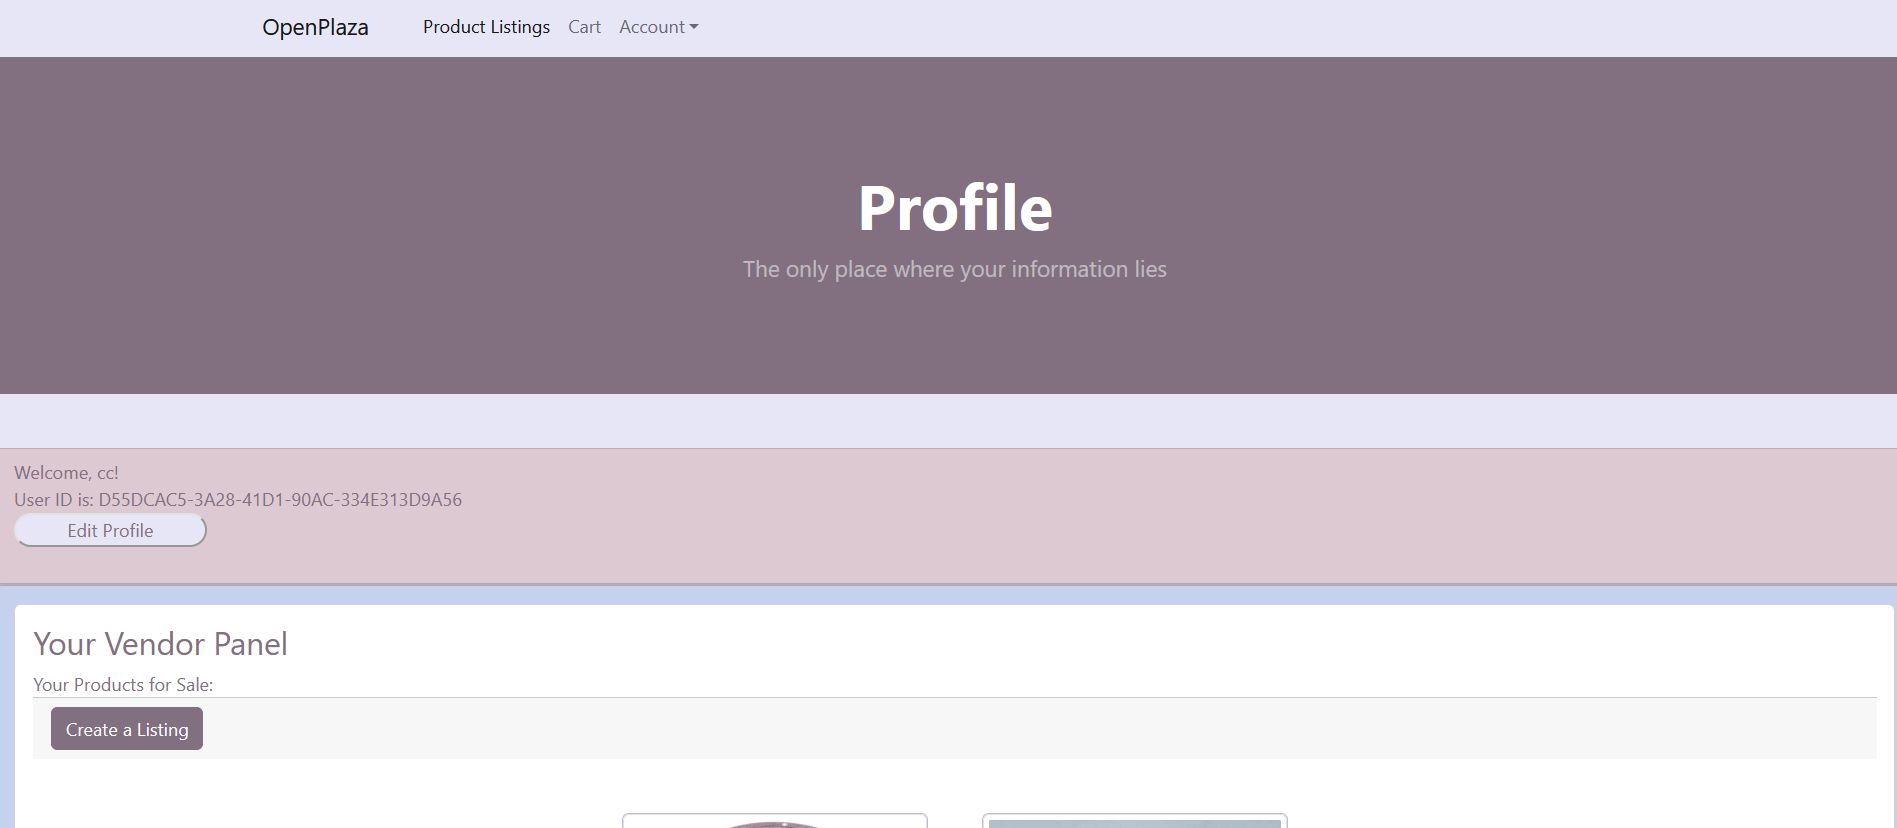 OpenPlaza Product Listings Cart Account
Profile
The only place where your information lies
Welcome, cc!
User ID is: D55DCAC5-3A28-41D1-90AC-334E313D9A56
Edit Profile
Your Vendor Panel
Your Products for Sale:
Create a Listing